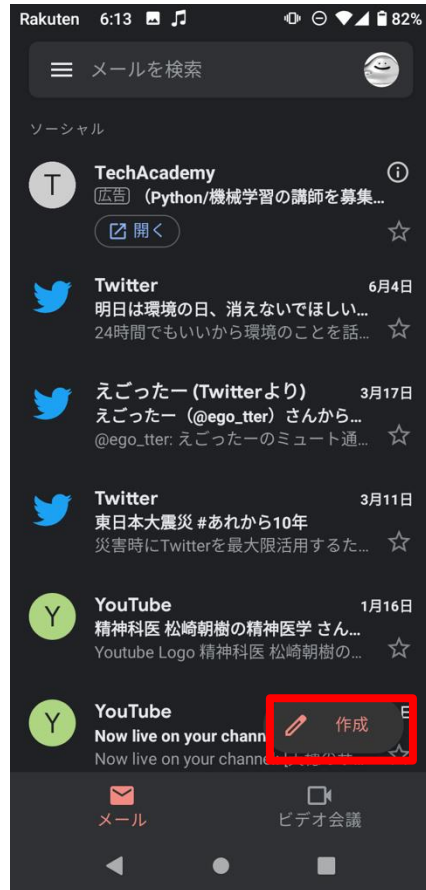 Rakuten 6:13 82%
メールを検索
ソーシャル
T
TechAcademy
広告 （Python/機械学習の講師を募集...
開く
Twitter 6月4日
明日は環境の日、消えないでほしい...
24時間でもいいから環境のことを話...
えごったー (Twitterより) 3月17日
えごったー（@ego_tter）さんから...
@ego_tter: えごったーのミュート通...
Twitter 3月11日
東日本大震災 #あれから10年
災害時にTwitterを最大限活用するた...
Y
YouTube 1月16日
精神科医 松崎朝樹の精神医学 さん...
Youtube Logo 精神科医 松崎朝樹の...
Y
YouTube
Now live on your chann
作成
Now live on your channe
メール ビデオ会議